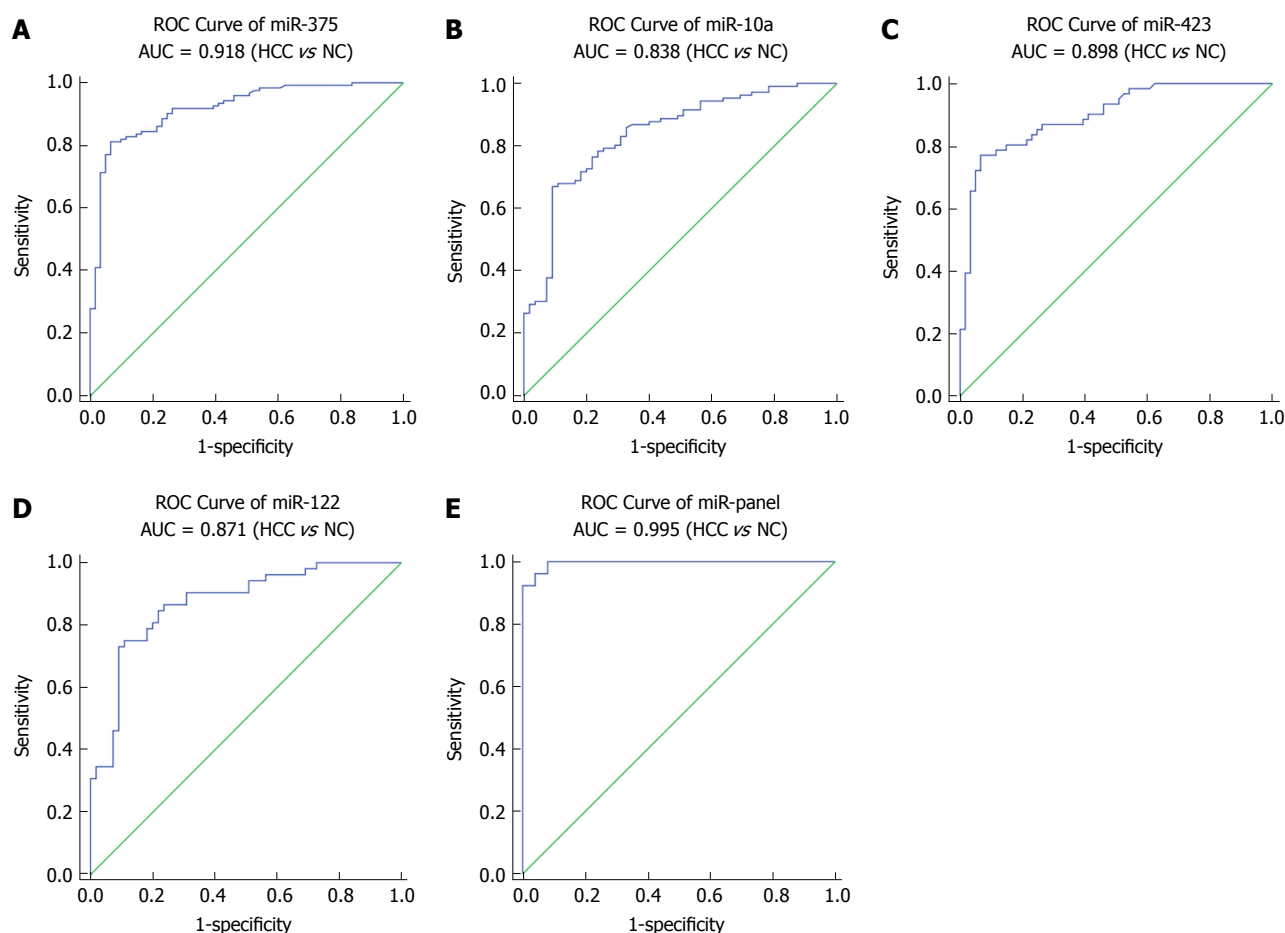 A
ROC Curve of miR-375
AUC = 0.918 (HCC vs NC)
1.0
0.8
0.6
0.4
0.2
0.0
Sensitivity
0.0 0.2 0.4 0.6 0.8 1.0
1-specificity
B
ROC Curve of miR-10a
AUC = 0.838 (HCC vs NC)
1.0
0.8
0.6
0.4
0.2
0.0
Sensitivity
0.0 0.2 0.4 0.6 0.8 1.0
1-specificity
C
ROC Curve of miR-423
AUC = 0.898 (HCC vs NC)
1.0
0.8
0.6
0.4
0.2
0.0
Sensitivity
0.0 0.2 0.4 0.6 0.8 1.0
1-specificity
D
ROC Curve of miR-122
AUC = 0.871 (HCC vs NC)
1.0
0.8
0.6
0.4
0.2
0.0
Sensitivity
0.0 0.2 0.4 0.6 0.8 1.0
1-specificity
E
ROC Curve of miR-panel
AUC = 0.995 (HCC vs NC)
1.0
0.8
0.6
0.4
0.2
0.0
Sensitivity
0.0 0.2 0.4 0.6 0.8 1.0
1-specificity